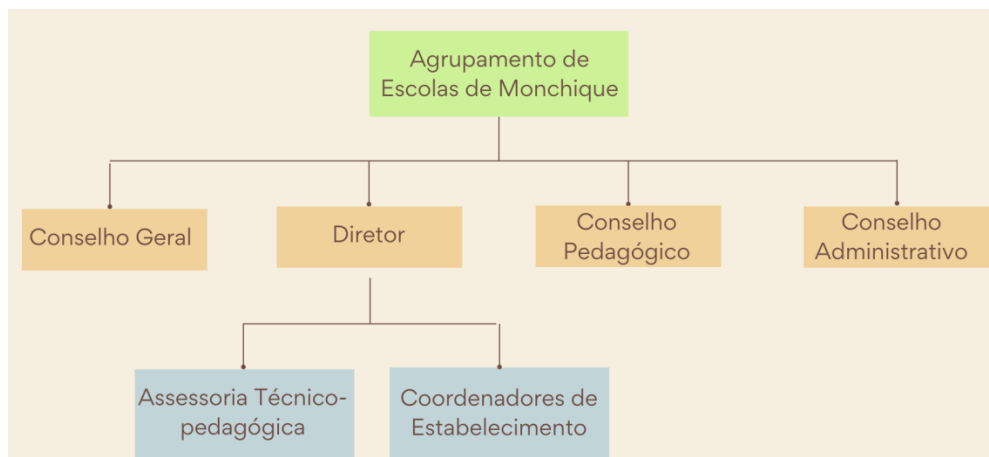 Agrupamento de
Escolas de Monchique
Conselho Geral
Diretor
Conselho
Pedagógico
Conselho
Administrativo
Assessoria Técnico-
pedagógica
Coordenadores de
Estabelecimento